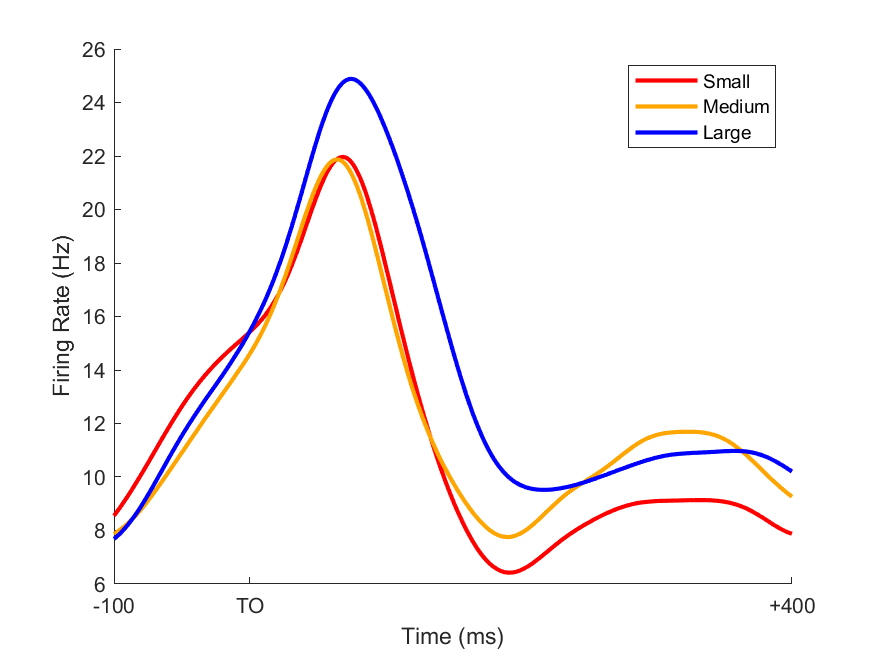 26
24
22
20
18
16
14
12
10
8
6
Firing Rate (Hz)
Small
Medium
Large
-100
TO
+400
Time (ms)